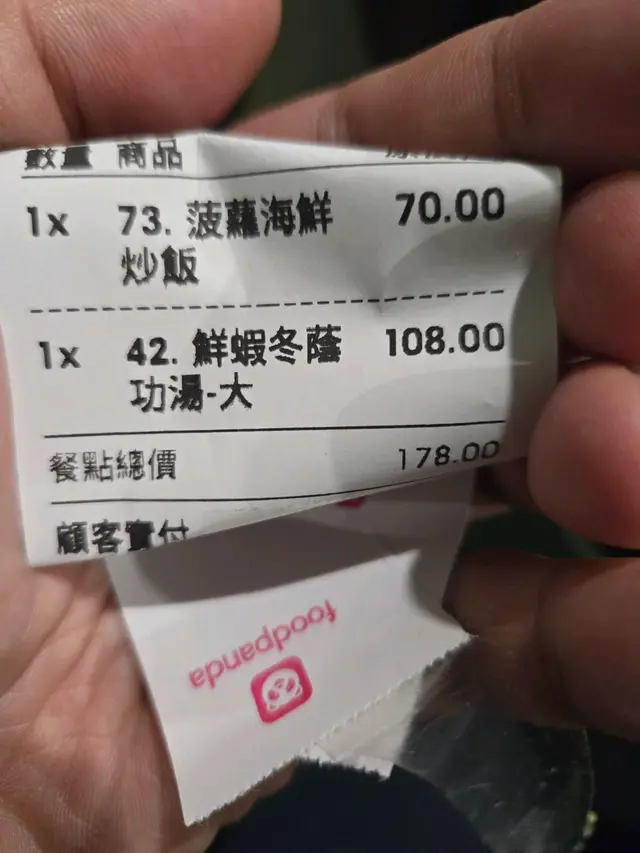 數量 商品
1x 73. 菠蘿海鮮 70.00
炒飯
1x 42. 鮮蝦冬蔭 108.00
功湯-大
餐點總價 178.00
顧客實付
foodpanda